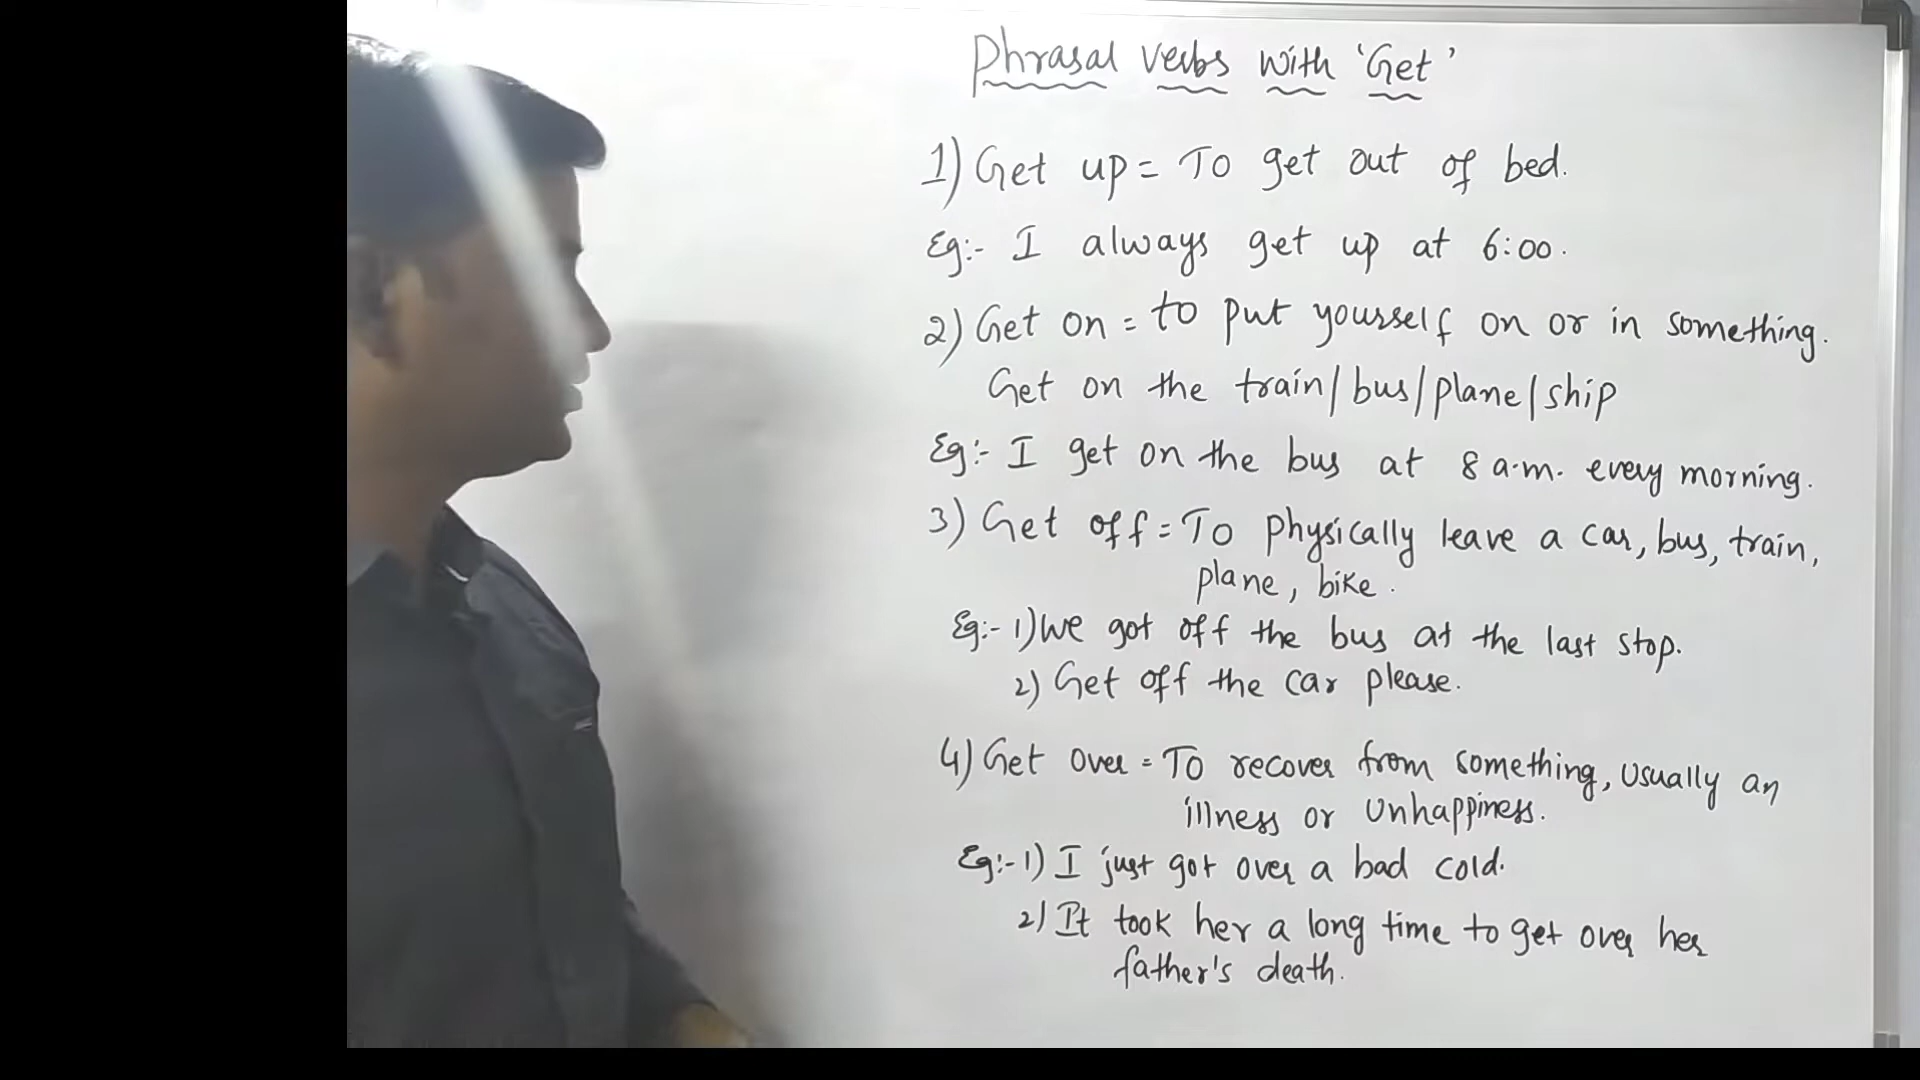 Phrasal verbs with 'Get'
1) Get up = To get out of bed.
Eg:- I always get up at 6:00.
2) Get on = to put yourself on or in something.
Get on the train/bus/plane/ship
Eg:- I get on the bus at 8 a.m. every morning.
3) Get off = To physically leave a car, bus, train,
plane, bike.
Eg:- 1) We got off the bus at the last stop.
2) Get off the car please.
4) Get over = To recover from something, usually an
illness or unhappiness.
Eg:- 1) I just got over a bad cold.
2) It took her a long time to get over her
father's death.